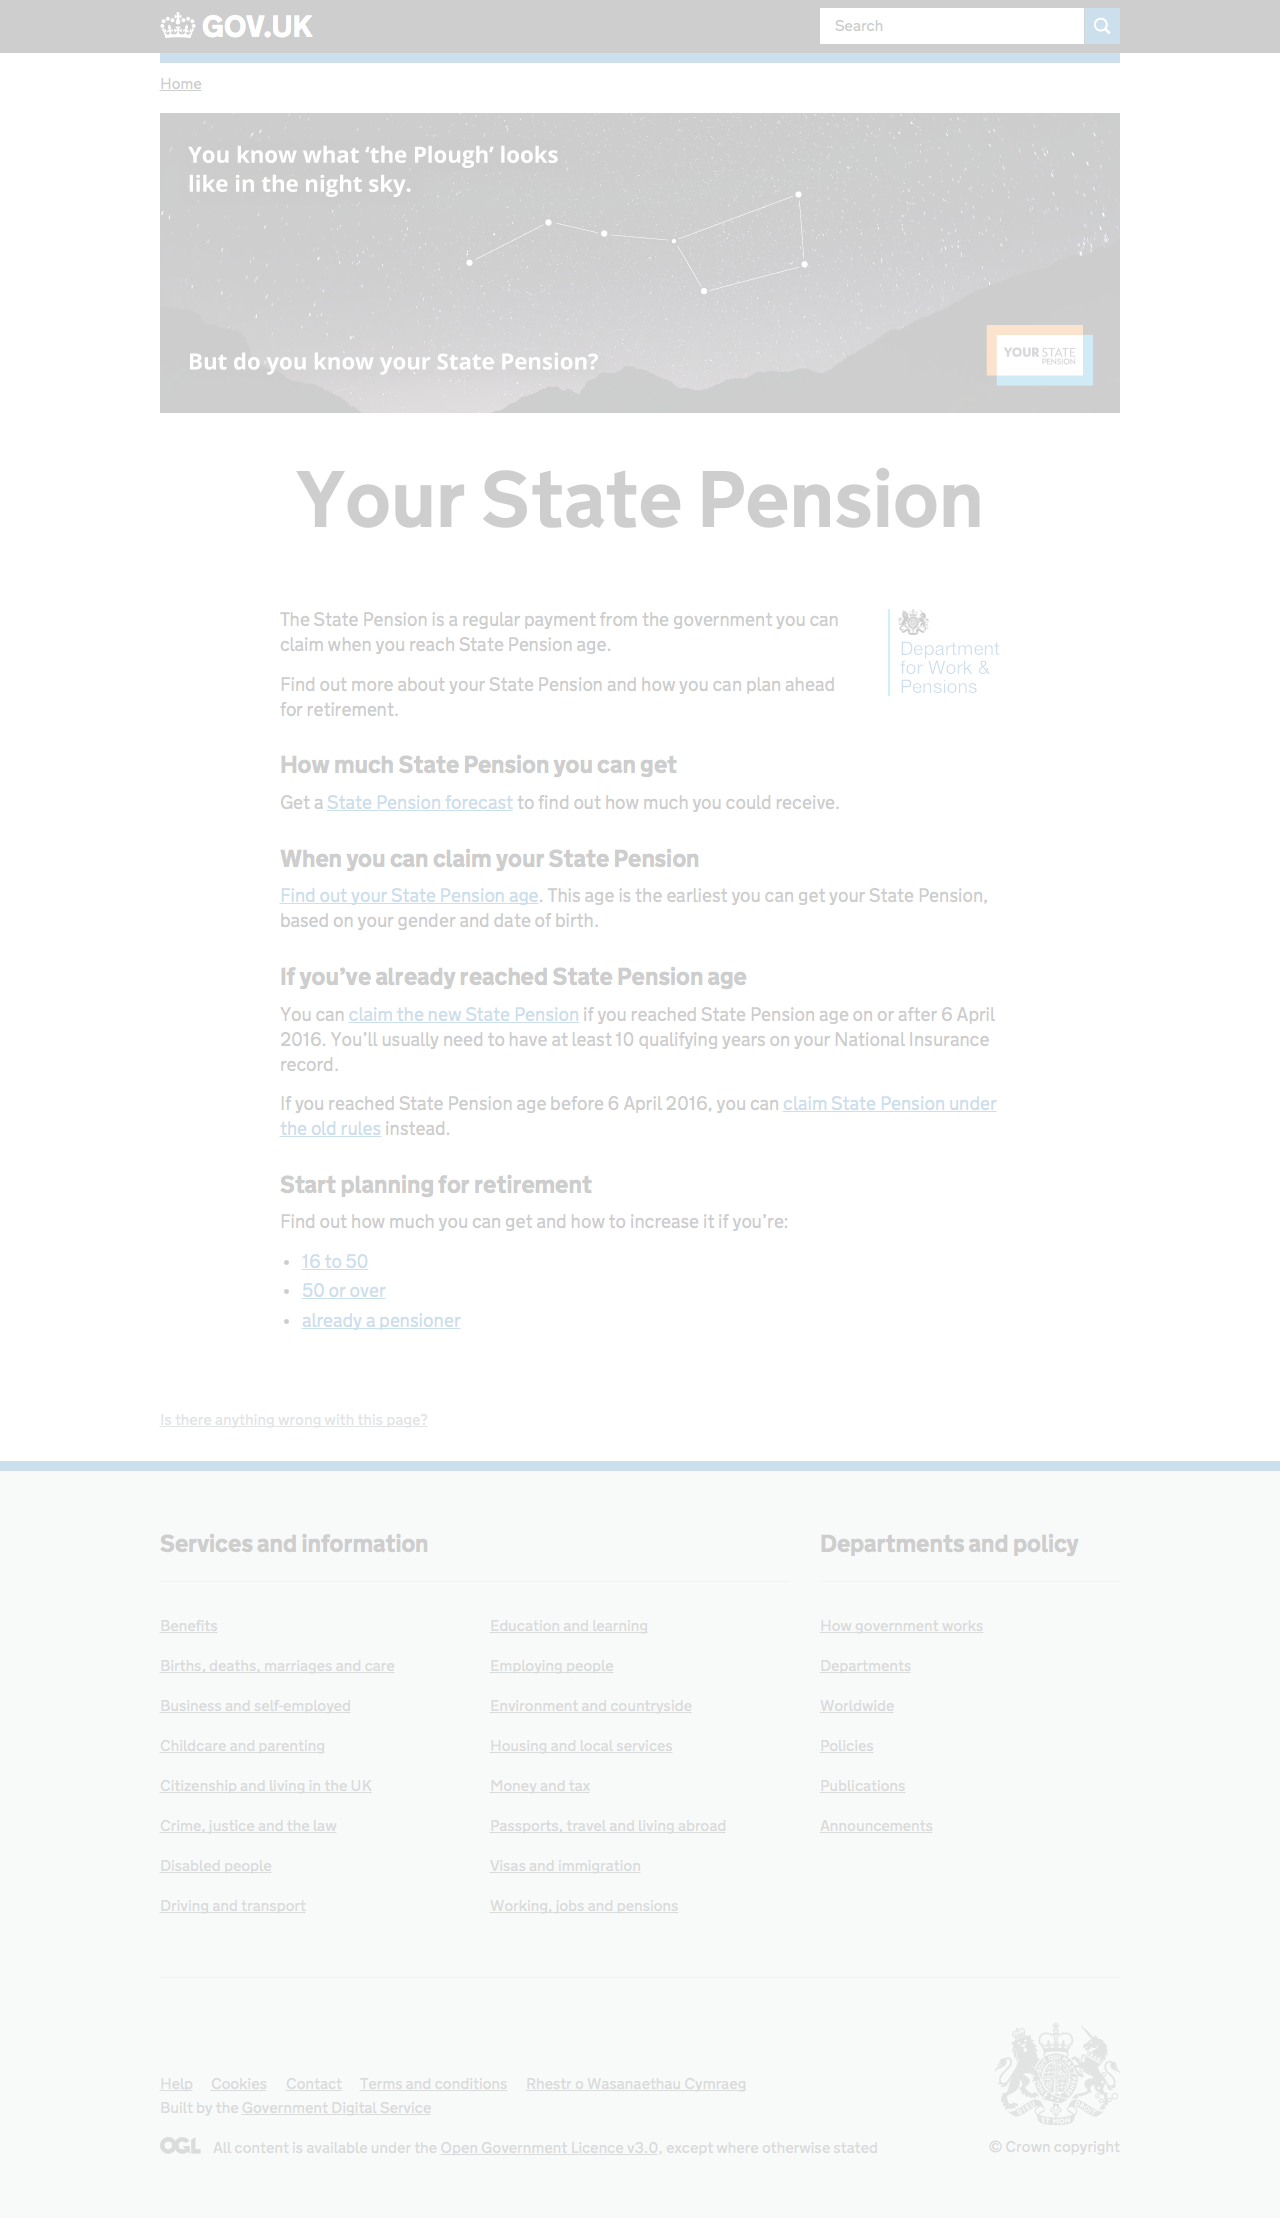 GOV.UK
Search
Home
You know what ‘the Plough’ looks
like in the night sky.
But do you know your State Pension?
YOUR STATE
PENSION
Your State Pension
The State Pension is a regular payment from the government you can
claim when you reach State Pension age.
Find out more about your State Pension and how you can plan ahead
for retirement.
Department
for Work &
Pensions
How much State Pension you can get
Get a State Pension forecast to find out how much you could receive.
When you can claim your State Pension
Find out your State Pension age. This age is the earliest you can get your State Pension,
based on your gender and date of birth.
If you’ve already reached State Pension age
You can claim the new State Pension if you reached State Pension age on or after 6 April
2016. You’ll usually need to have at least 10 qualifying years on your National Insurance
record.
If you reached State Pension age before 6 April 2016, you can claim State Pension under
the old rules instead.
Start planning for retirement
Find out how much you can get and how to increase it if you’re:
• 16 to 50
• 50 or over
• already a pensioner
Is there anything wrong with this page?
Services and information
Benefits
Births, deaths, marriages and care
Business and self-employed
Childcare and parenting
Citizenship and living in the UK
Crime, justice and the law
Disabled people
Driving and transport
Education and learning
Employing people
Environment and countryside
Housing and local services
Money and tax
Passports, travel and living abroad
Visas and immigration
Working, jobs and pensions
Departments and policy
How government works
Departments
Worldwide
Policies
Publications
Announcements
Help Cookies Contact Terms and conditions Rhestr o Wasanaethau Cymraeg
Built by the Government Digital Service
OGL All content is available under the Open Government Licence v3.0, except where otherwise stated
© Crown copyright